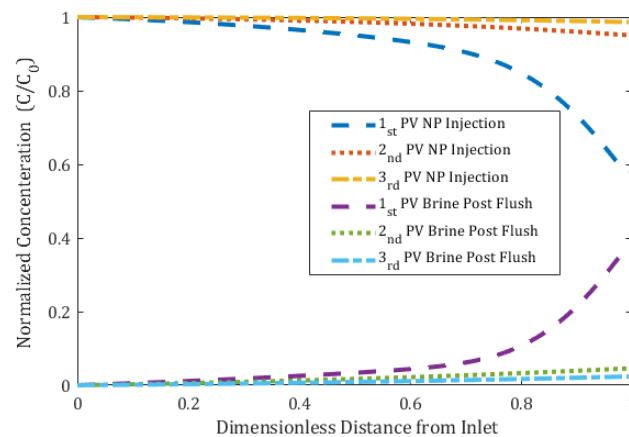 Normalized Concenteration (C/C0)
1
0.8
0.6
0.4
0.2
0
1st PV NP Injection
2nd PV NP Injection
3rd PV NP Injection
1st PV Brine Post Flush
2nd PV Brine Post Flush
3rd PV Brine Post Flush
0 0.2 0.4 0.6 0.8
Dimensionless Distance from Inlet